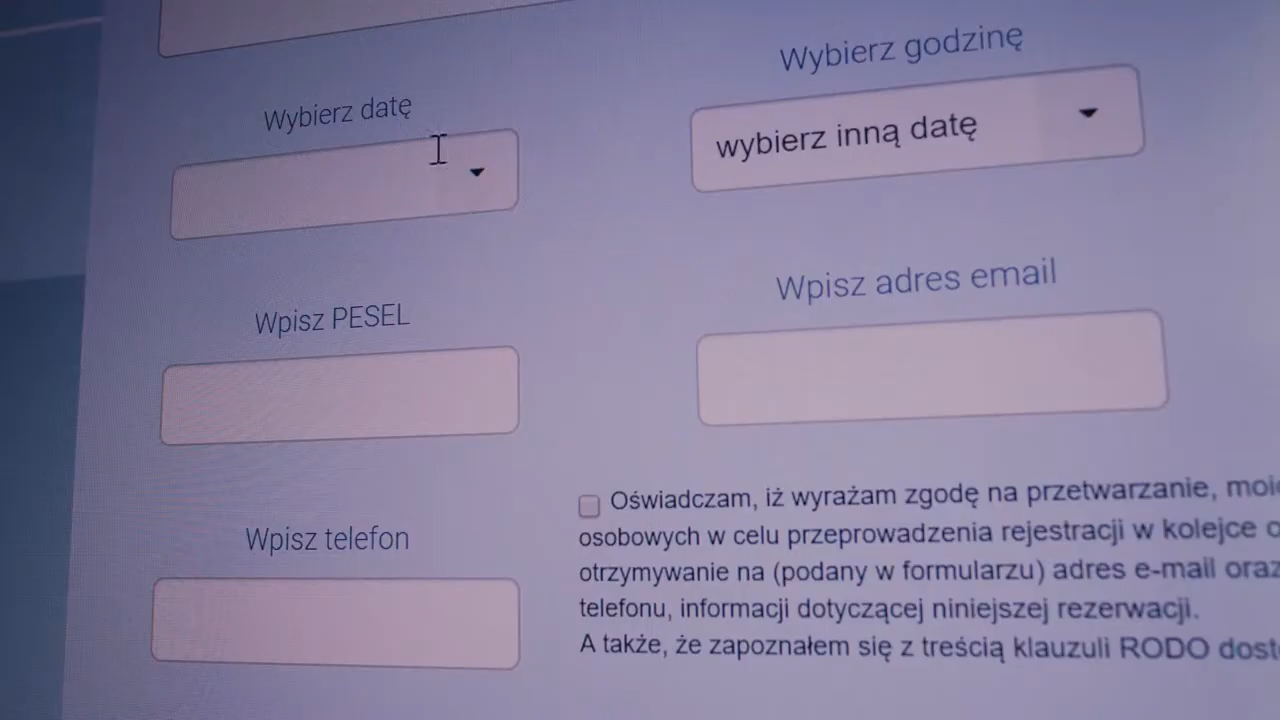 Wybierz datę
Wybierz godzinę
wybierz inną datę
Wpisz PESEL
Wpisz adres email
Wpisz telefon
Oświadczam, iż wyrażam zgodę na przetwarzanie,
osobowych w celu przeprowadzenia rejestracji w kolejce
otrzymywanie na (podany w formularzu) adres e-mail oraz
telefonu, informacji dotyczącej niniejszej rezerwacji.
A także, że zapoznałem się z treścią klauzuli RODO